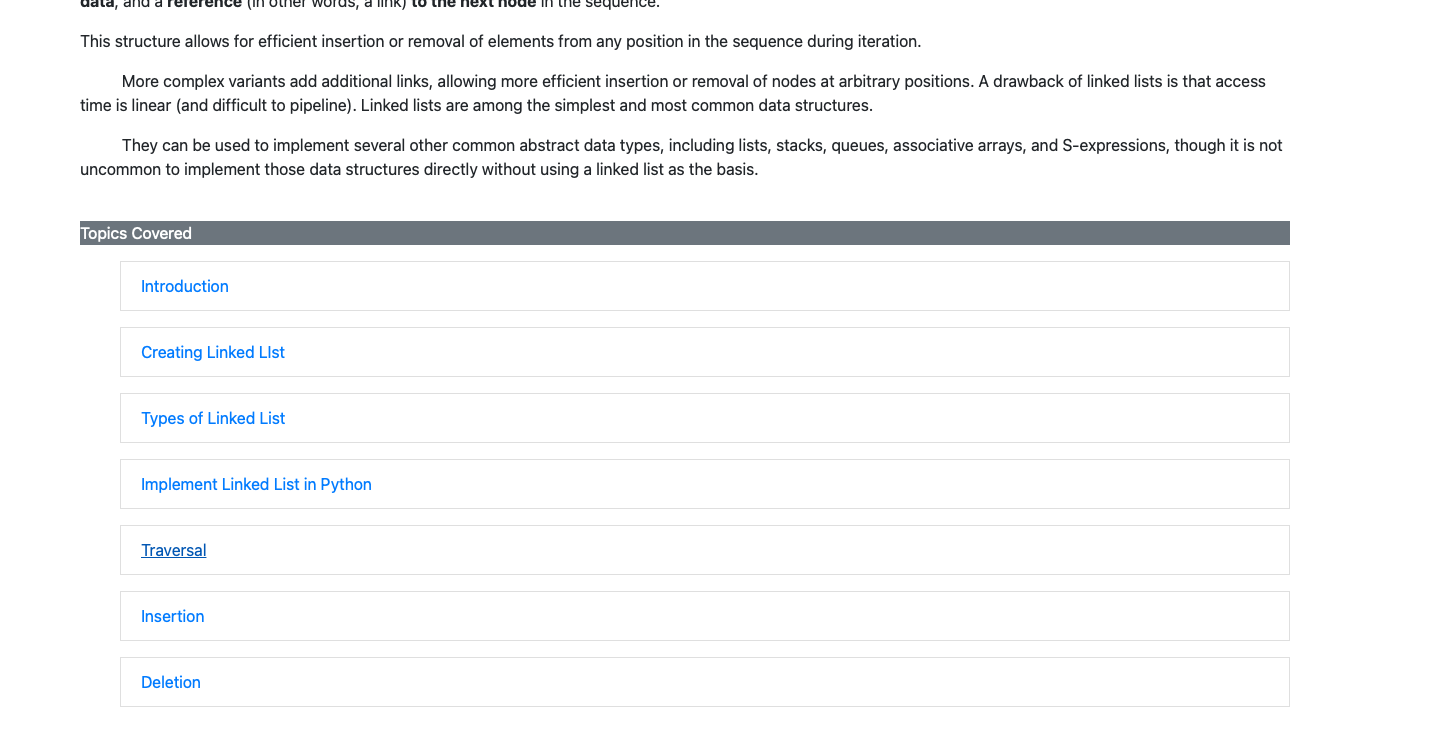 data, and a reference (in other words, a link) to the next node in the sequence.
This structure allows for efficient insertion or removal of elements from any position in the sequence during iteration.
More complex variants add additional links, allowing more efficient insertion or removal of nodes at arbitrary positions. A drawback of linked lists is that access
time is linear (and difficult to pipeline). Linked lists are among the simplest and most common data structures.
They can be used to implement several other common abstract data types, including lists, stacks, queues, associative arrays, and S-expressions, though it is not
uncommon to implement those data structures directly without using a linked list as the basis.
Topics Covered
Introduction
Creating Linked LIst
Types of Linked List
Implement Linked List in Python
Traversal
Insertion
Deletion